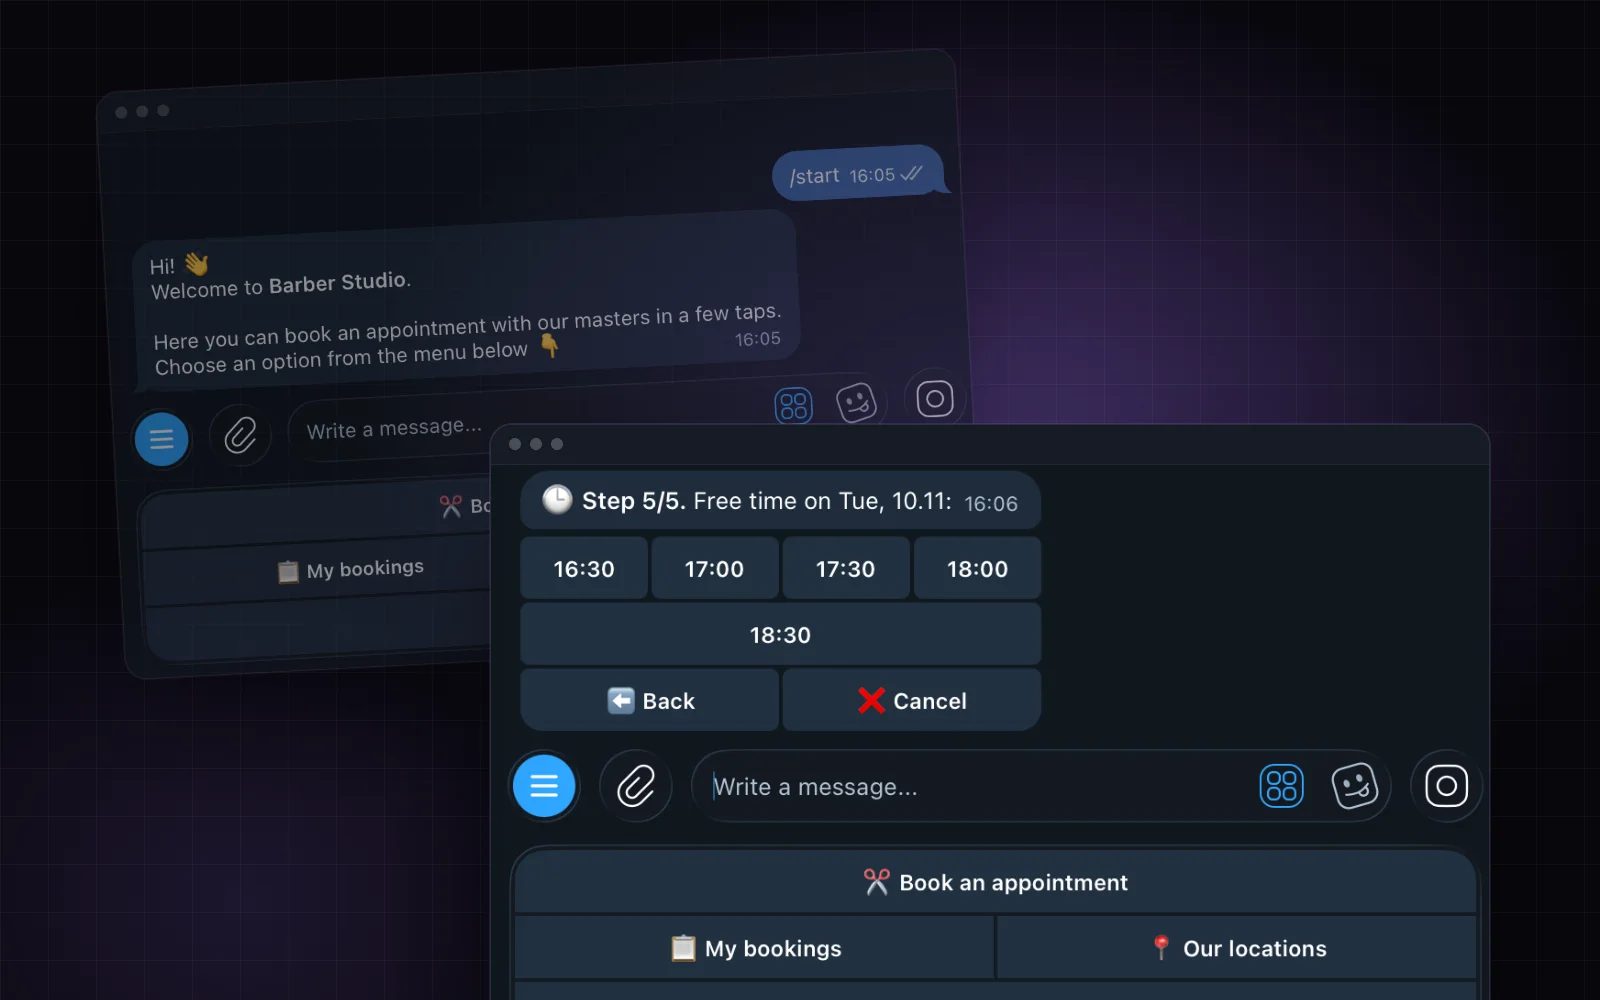 /start 16:05
Hi! 👋
Welcome to Barber Studio.
Here you can book an appointment with our masters in a few taps.
Choose an option from the menu below 👇 16:05
Write a message...
✂️ Bo
📋 My bookings
🕒 Step 5/5. Free time on Tue, 10.11: 16:06
16:30 17:00 17:30 18:00
18:30
⬅️ Back ❌ Cancel
Write a message...
✂️ Book an appointment
📋 My bookings 📍 Our locations